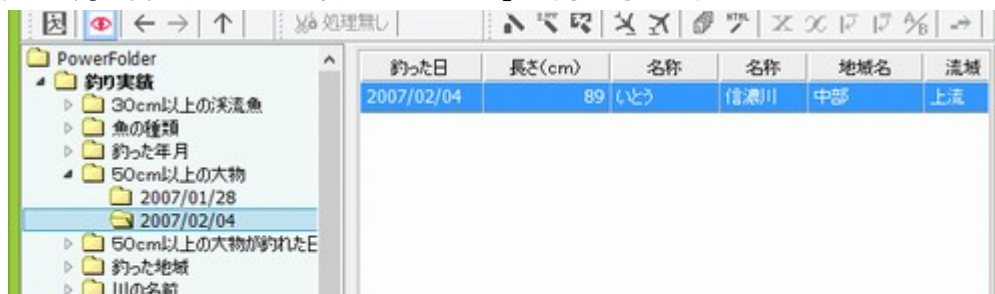 処理無し
PowerFolder
釣り実績
30cm以上の渓流魚
魚の種類
釣った年月
50cm以上の大物
2007/01/28
2007/02/04
50cm以上の大物が釣れた日
釣った地域
川の名前
釣った日 長さ(cm) 名称 名称 地域名 流域
2007/02/04 89 いとう 信濃川 中部 上流